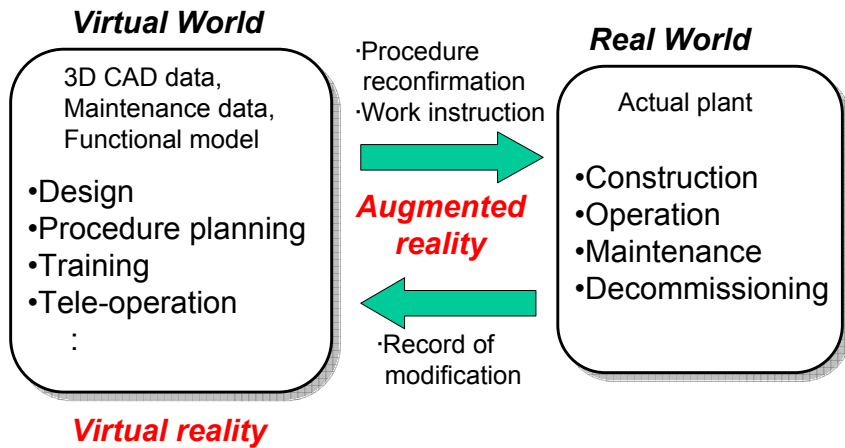 Virtual World
3D CAD data,
Maintenance data,
Functional model
•Design
•Procedure planning
•Training
•Tele-operation
:
Virtual reality
·Procedure
reconfirmation
·Work instruction
Augmented
reality
·Record of
modification
Real World
Actual plant
•Construction
•Operation
•Maintenance
•Decommissioning